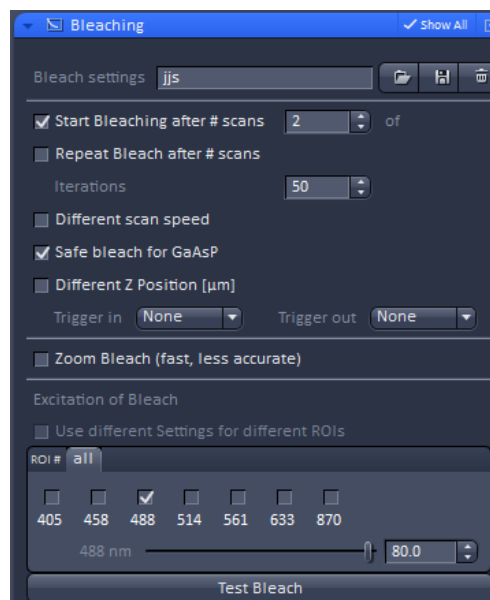 Bleaching Show All
Bleach settings jjs
Start Bleaching after # scans 2 of
Repeat Bleach after # scans
Iterations 50
Different scan speed
Safe bleach for GaAsP
Different Z Position [µm]
Trigger in None Trigger out None
Zoom Bleach (fast, less accurate)
Excitation of Bleach
Use different Settings for different ROIs
ROI # all
405 458 488 514 561 633 870
488 nm 80.0
Test Bleach